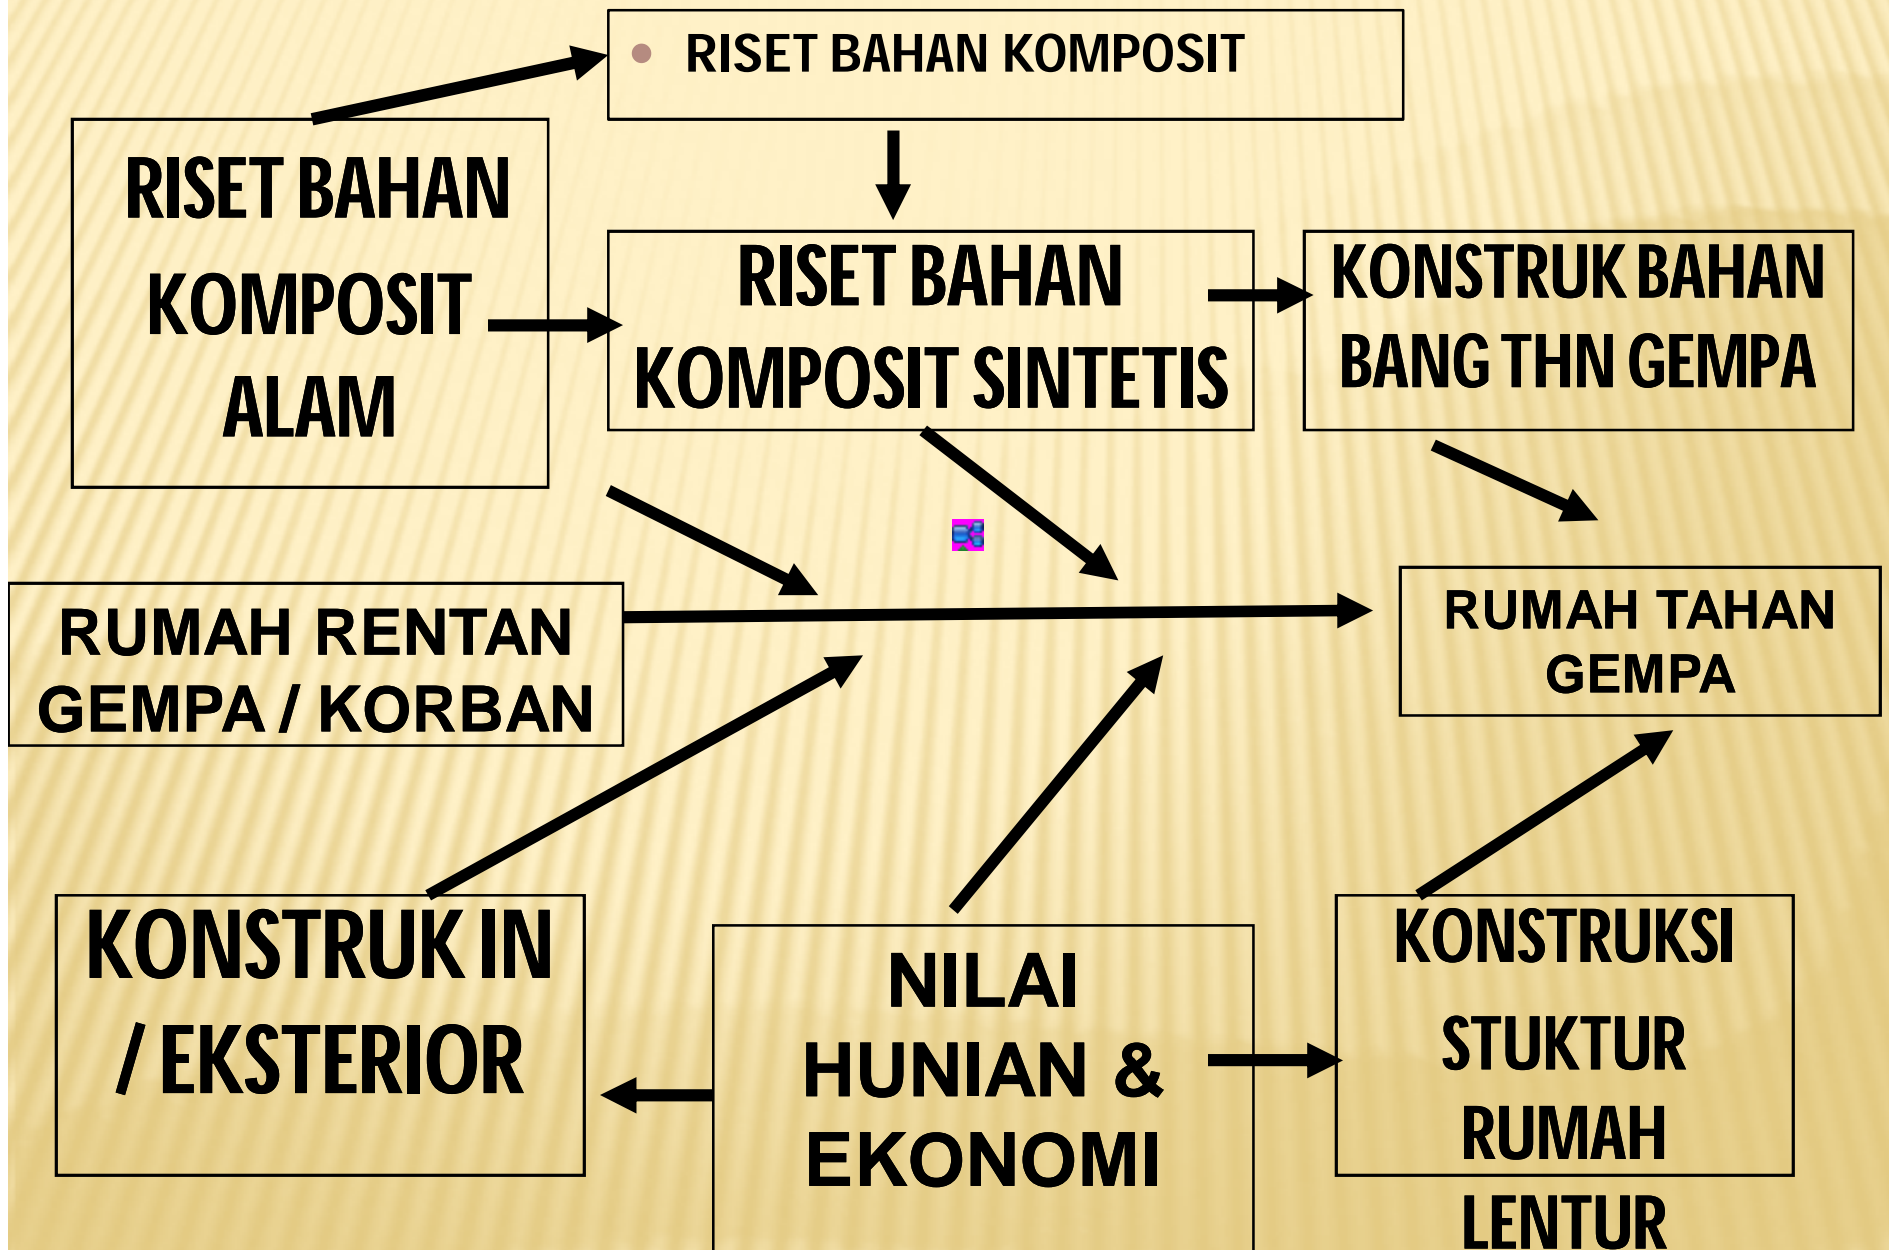 • RISET BAHAN KOMPOSIT
RISET BAHAN
KOMPOSIT
ALAM
RISET BAHAN
KOMPOSIT SINTETIS
KONSTRUK BAHAN
BANG THN GEMPA
RUMAH RENTAN
GEMPA / KORBAN
RUMAH TAHAN
GEMPA
KONSTRUK IN
/ EKSTERIOR
NILAI
HUNIAN &
EKONOMI
KONSTRUKSI
STUKTUR
RUMAH
LENTUR